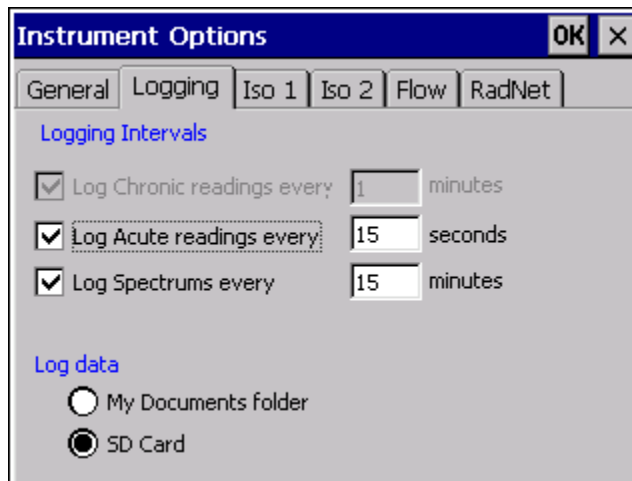 Instrument Options OK ×
General Logging Iso 1 Iso 2 Flow RadNet
Logging Intervals
Log Chronic readings every 1 minutes
Log Acute readings every 15 seconds
Log Spectrums every 15 minutes
Log data
My Documents folder
SD Card